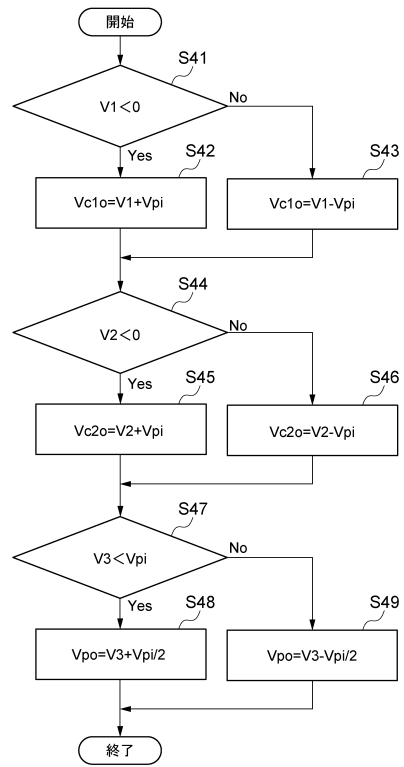 開始
S41
V1＜0
No
Yes
S42
S43
Vc1o=V1+Vpi
Vc1o=V1-Vpi
S44
V2＜0
No
Yes
S45
S46
Vc2o=V2+Vpi
Vc2o=V2-Vpi
S47
V3＜Vpi
No
Yes
S48
S49
Vpo=V3+Vpi/2
Vpo=V3-Vpi/2
終了